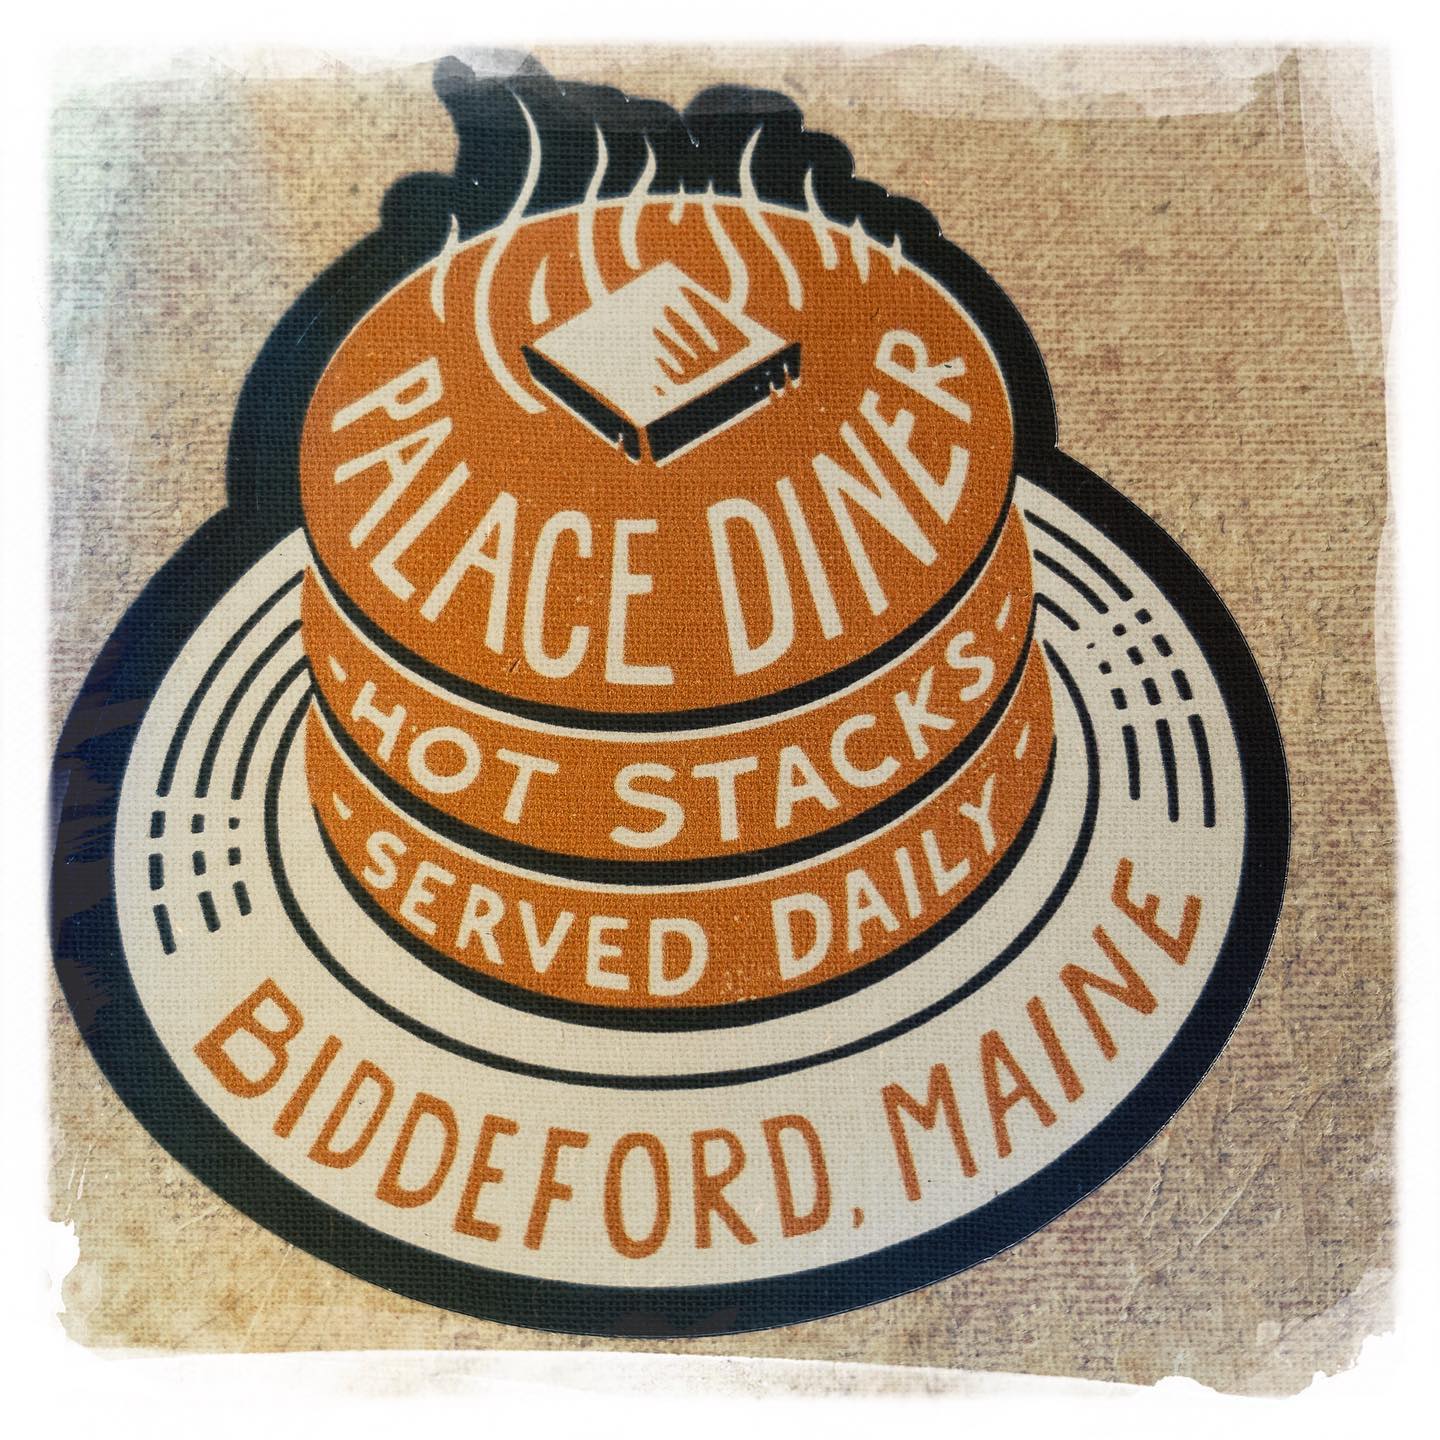 PALACE DINER
-HOT STACKS-
-SERVED DAILY-
BIDDEFORD, MAINE